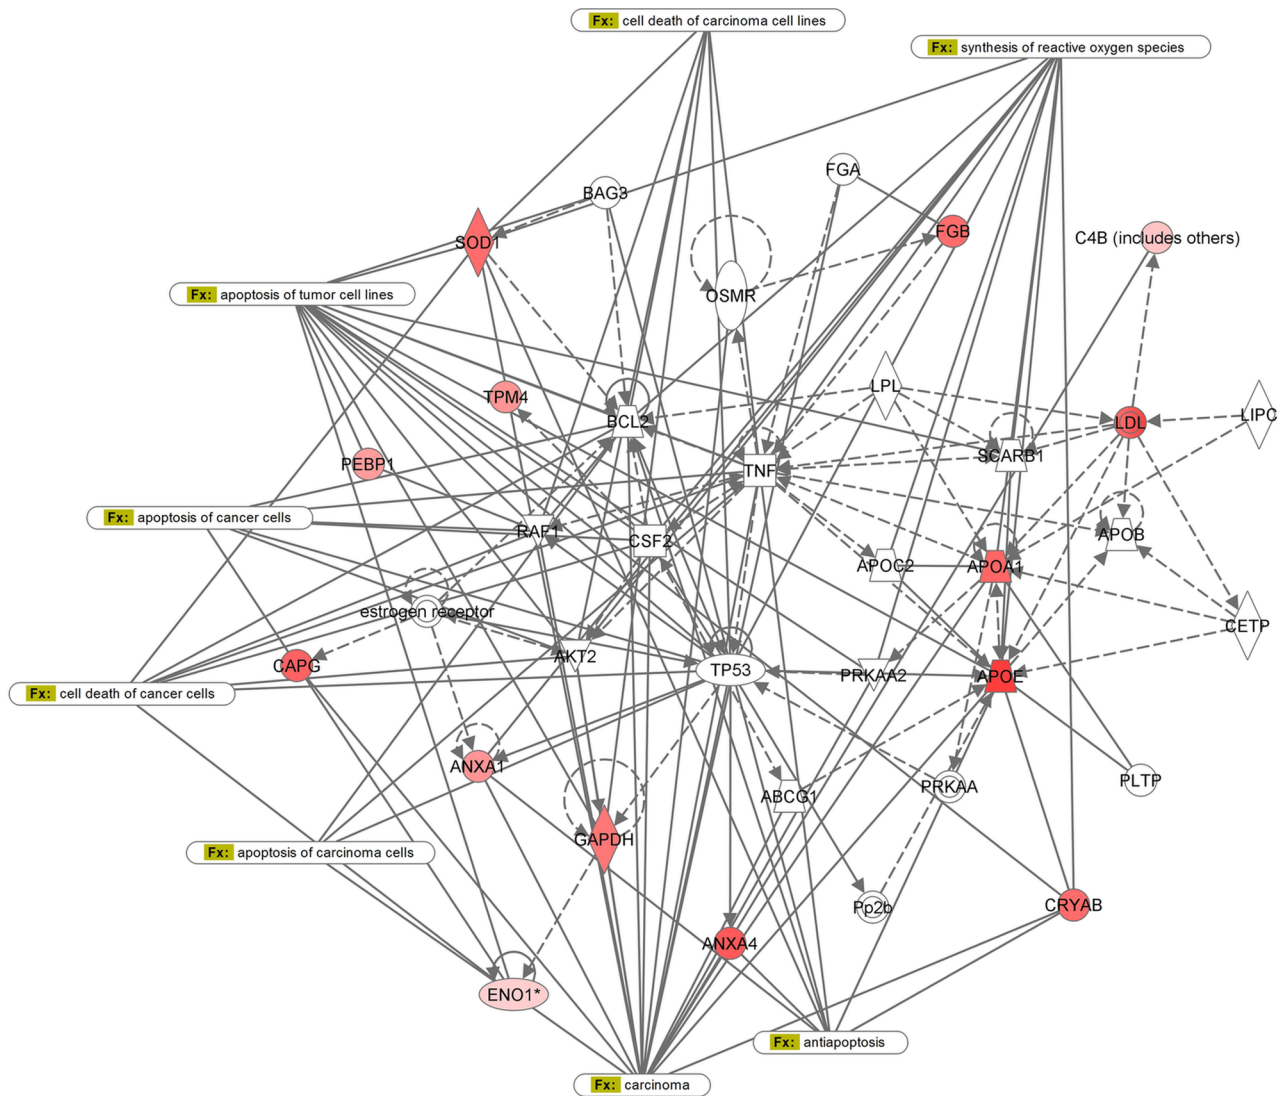 Fx: cell death of carcinoma cell lines
Fx: synthesis of reactive oxygen species
FGA
BAG3
FGB
C4B (includes others)
SOD1
Fx: apoptosis of tumor cell lines
OSMR
LPL
TPM4
LIPC
BCL2
LDL
SCARB1
PEBP1
TNF
Fx: apoptosis of cancer cells
RAF1
CSF2
APOB
APOC2
APOA1
estrogen receptor
CETP
AKT2
CAPG
TP53
PRKAA2
APOE
Fx: cell death of cancer cells
ANXA1
PLTP
PRKAA
ABCG1
GAPDH
Fx: apoptosis of carcinoma cells
CRYAB
Pp2b
ANXA4
ENO1*
Fx: antiapoptosis
Fx: carcinoma